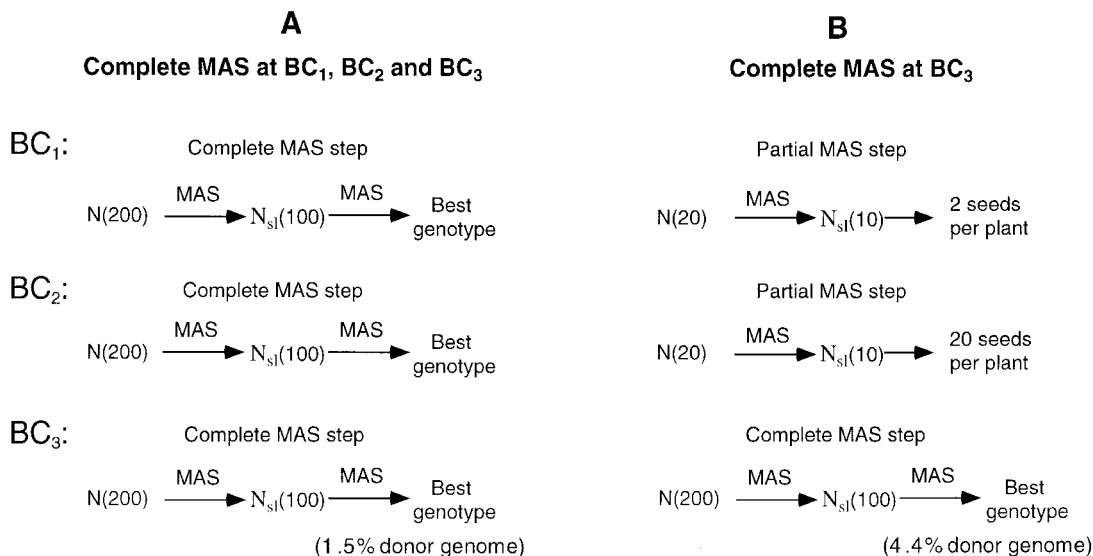 A
Complete MAS at BC₁, BC₂ and BC₃
BC₁:
Complete MAS step
N(200) MAS Nsl(100) MAS Best genotype
BC₂:
Complete MAS step
N(200) MAS Nsl(100) MAS Best genotype
BC₃:
Complete MAS step
N(200) MAS Nsl(100) MAS Best genotype
(1.5% donor genome)
B
Complete MAS at BC₃
Partial MAS step
N(20) MAS Nsl(10) 2 seeds per plant
Partial MAS step
N(20) MAS Nsl(10) 20 seeds per plant
Complete MAS step
N(200) MAS Nsl(100) MAS Best genotype
(4.4% donor genome)